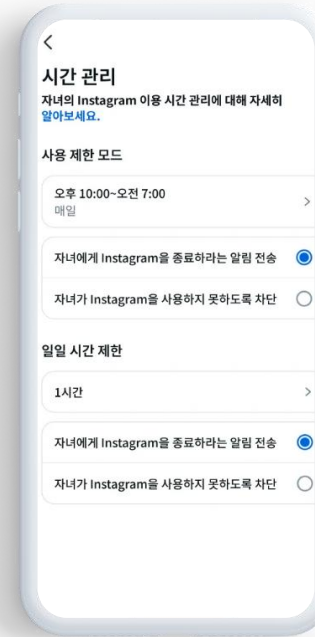 시간 관리
자녀의 Instagram 이용 시간 관리에 대해 자세히
알아보세요.
사용 제한 모드
오후 10:00~오전 7:00
매일
자녀에게 Instagram을 종료하라는 알림 전송
자녀가 Instagram을 사용하지 못하도록 차단
일일 시간 제한
1시간
자녀에게 Instagram을 종료하라는 알림 전송
자녀가 Instagram을 사용하지 못하도록 차단